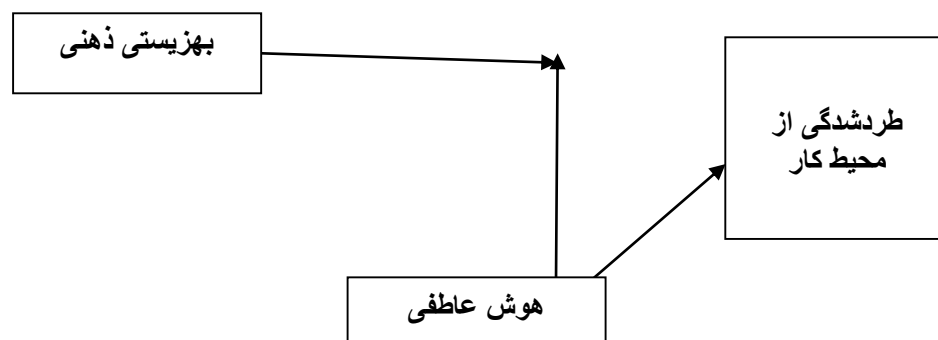 بهزیستی ذهنی
طردشدگی از
محیط کار
هوش عاطفی